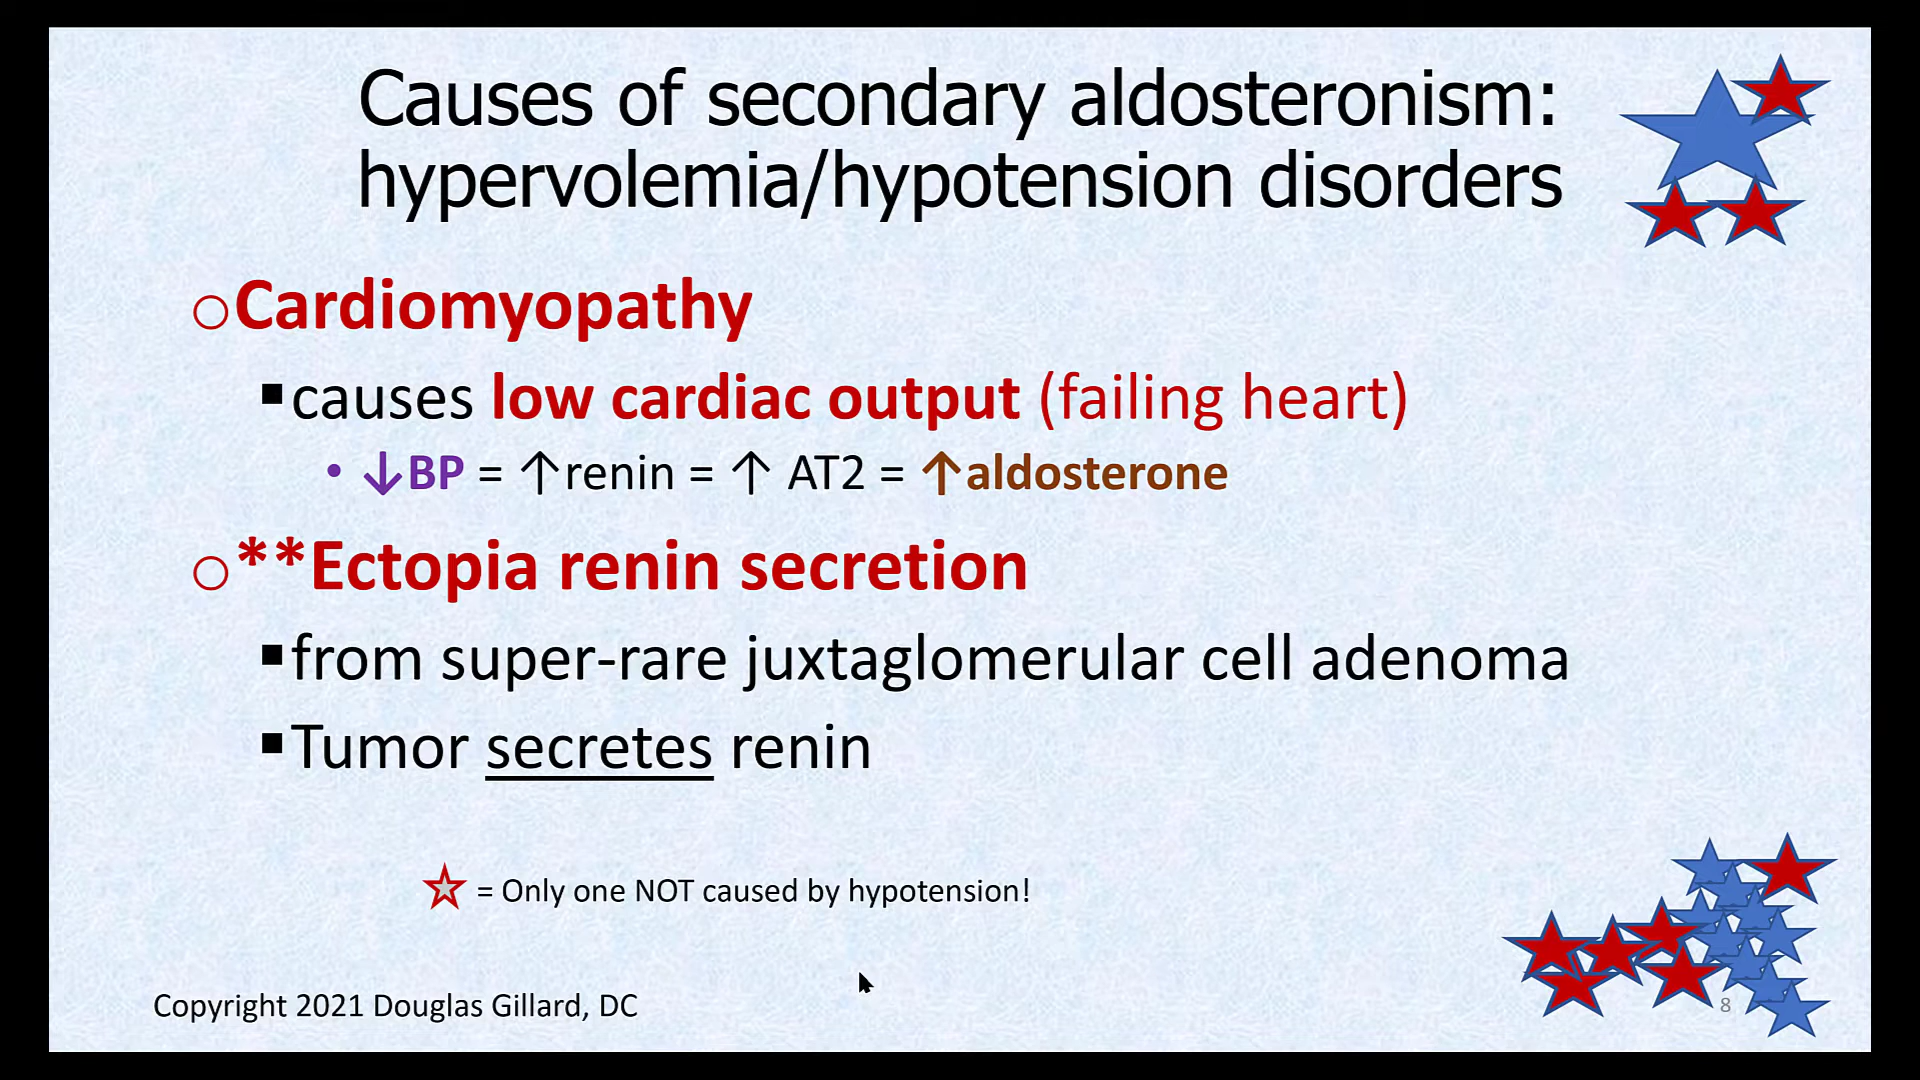 Causes of secondary aldosteronism:
hypervolemia/hypotension disorders
oCardiomyopathy
▪causes low cardiac output (failing heart)
• ↓BP = ↑renin = ↑ AT2 = ↑aldosterone
o**Ectopia renin secretion
▪from super-rare juxtaglomerular cell adenoma
▪Tumor secretes renin
= Only one NOT caused by hypotension!
Copyright 2021 Douglas Gillard, DC
8